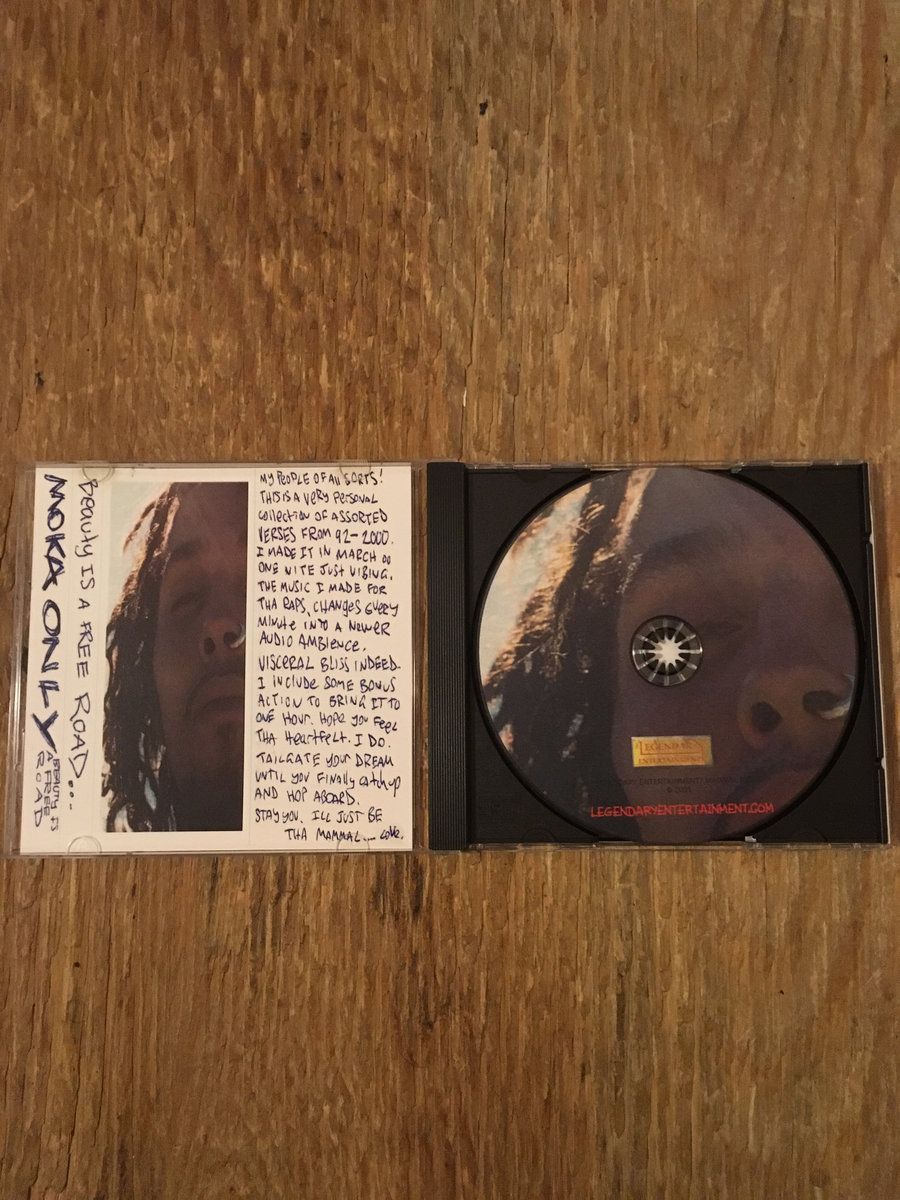 MOKA ONLY
BEAUTY IS
A FREE
ROAD
Beauty IS A FREE ROAD...
MY PEOPLE OF All SORTS!
THIS IS A VERY PERSONAL
COllECTION OF ASSORTED
VERSES FROM 92-2000.
I MADE IT IN MARCH 00
ONE NITE JUST VIBING.
THE MUSIC I MADE FOR
THA RAPS, CHANGES EVERY
MINUTE INTO A NEWER
AUDIO AMBIENCE.
VISCERAL BLISS INDEED.
I INCLUDE SOME BONUS
ACTION TO BRING IT TO
ONE HOUR. HOPE YOU FEEL
THA HEARTFELT. I DO.
TAILGATE YOUR DREAM
UNTIL YOU FINALLY CATCH UP
AND HOP ABOARD.
STAY YOU. I'LL JUST BE
THA MAMMAL.... LOVE.
LEGENDARY
ENTERTAINMENT
ENTERTAINMENT/
© 2001
LEGENDARYENTERTAINMENT.COM